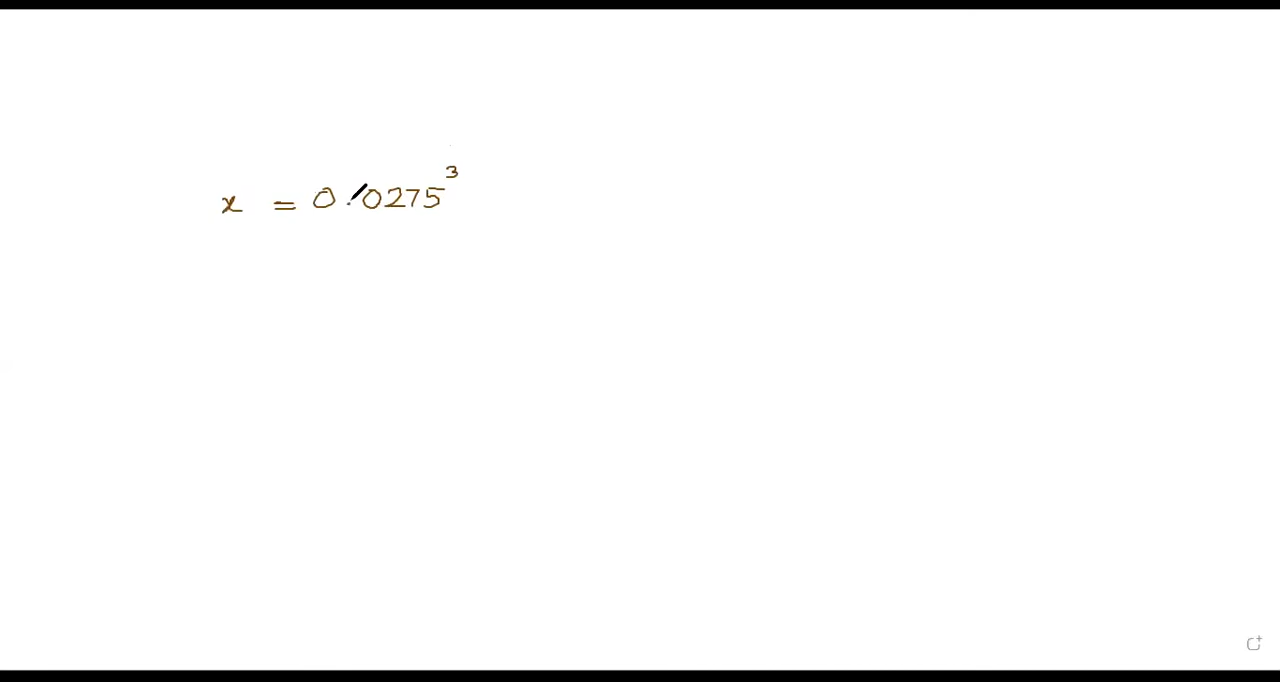 x = 0.0275³